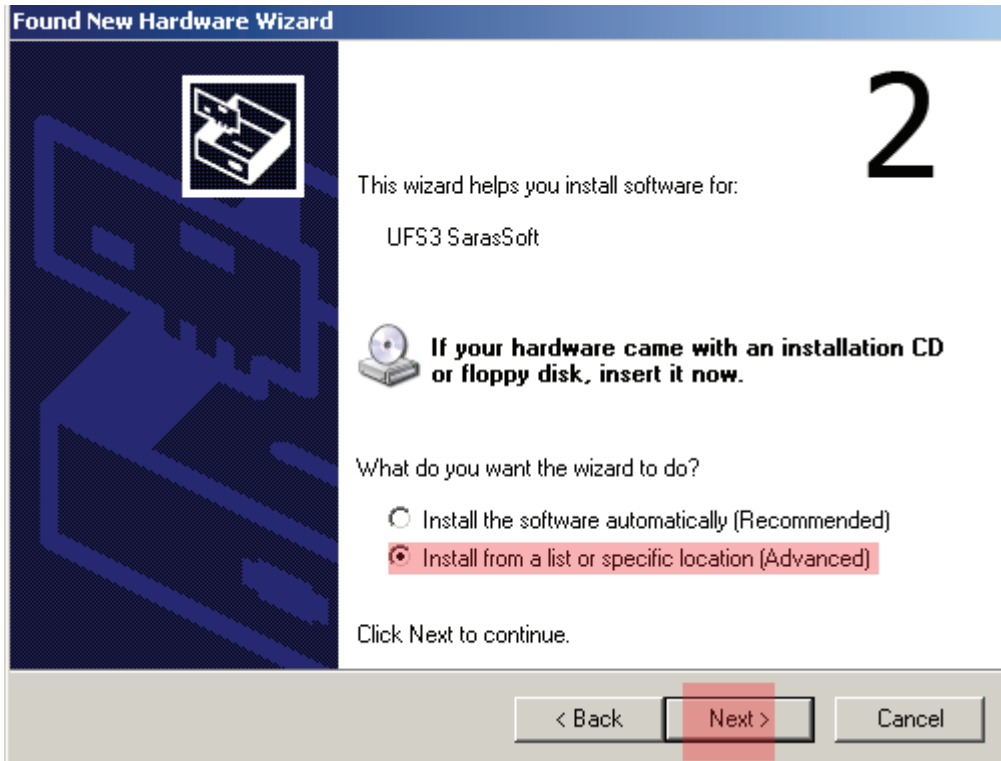 Found New Hardware Wizard
2
This wizard helps you install software for:
UFS3 SarasSoft
If your hardware came with an installation CD
or floppy disk, insert it now.
What do you want the wizard to do?
Install the software automatically (Recommended)
Install from a list or specific location (Advanced)
Click Next to continue.
< Back Next > Cancel